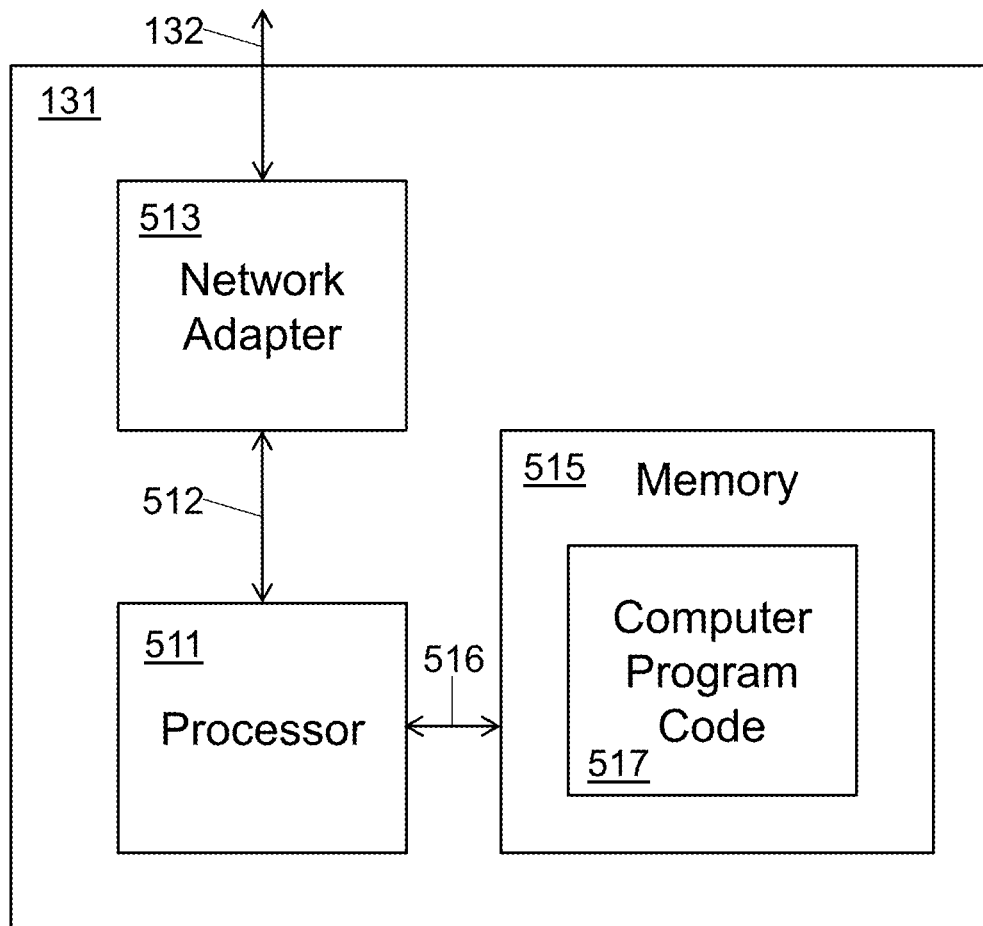 132
131
513
Network
Adapter
512
515 Memory
511
Processor
516
Computer
Program
Code
517